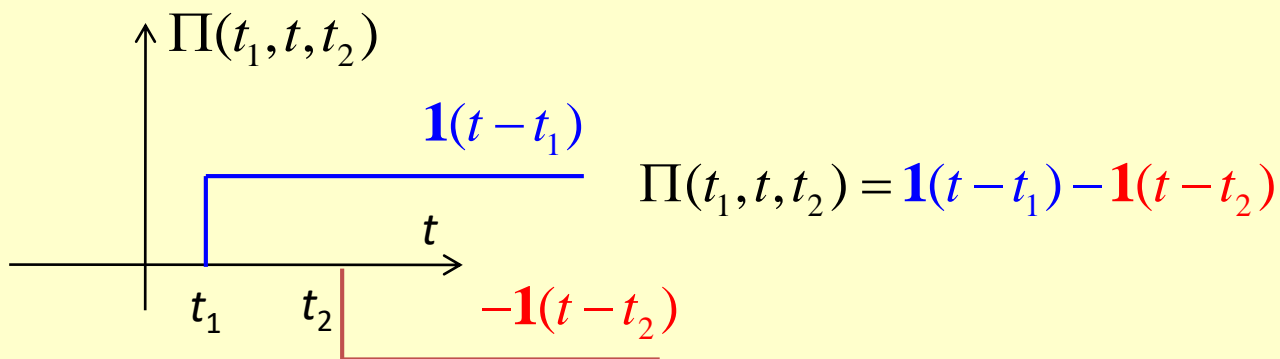 Π(t₁,t,t₂)
1(t − t₁)
Π(t₁,t,t₂) = 1(t − t₁) − 1(t − t₂)
t
t₁
t₂
−1(t − t₂)